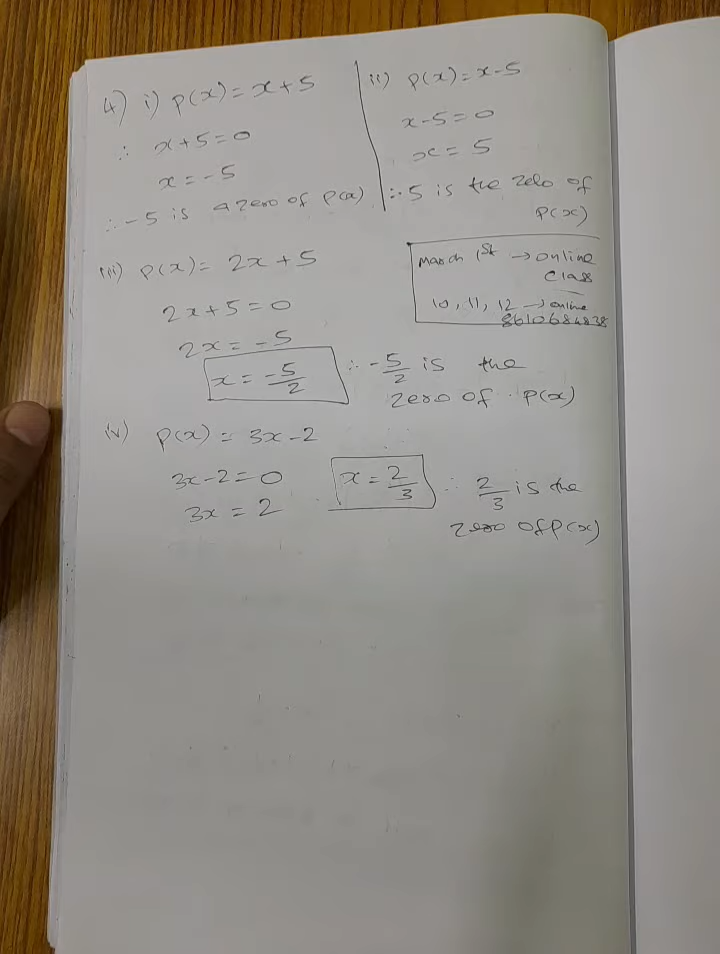 4) i) P(x) = x + 5
∴ x + 5 = 0
x = -5
∴ -5 is a zero of P(x)
ii) P(x) = x - 5
x - 5 = 0
x = 5
∴ 5 is the zero of
P(x)
iii) P(x) = 2x + 5
2x + 5 = 0
2x = -5
x = -5/2
∴ -5/2 is the
zero of P(x)
March 1st → online
class
10, 11, 12 → online
8610684838
iv) P(x) = 3x - 2
3x - 2 = 0
3x = 2
x = 2/3
∴ 2/3 is the
zero of P(x)